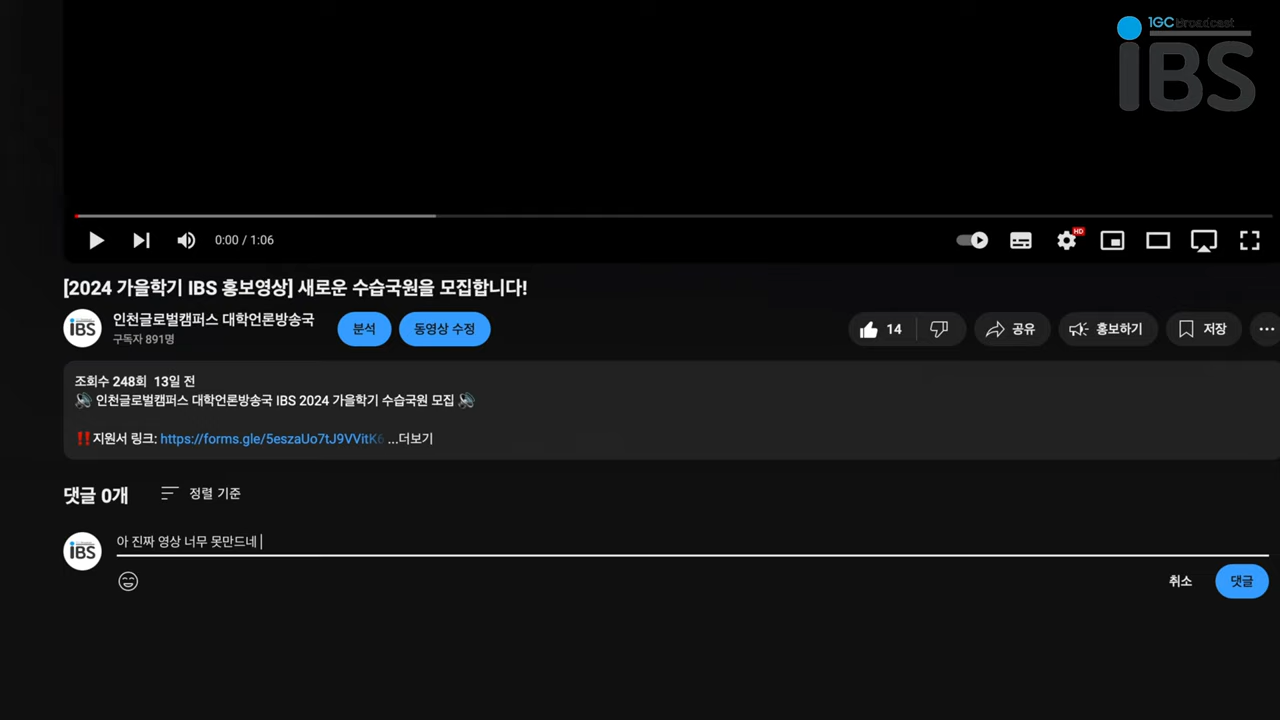 1GC Broadcast
iBS
0:00 / 1:06
HD
[2024 가을학기 IBS 홍보영상] 새로운 수습국원을 모집합니다!
iBS
인천글로벌캠퍼스 대학언론방송국
구독자 891명
분석
동영상 수정
14
공유
홍보하기
저장
조회수 248회 13일 전
인천글로벌캠퍼스 대학언론방송국 IBS 2024 가을학기 수습국원 모집
‼️지원서 링크: https://forms.gle/5eszaUo7tJ9VVitK6 ...더보기
댓글 0개
정렬 기준
iBS
아 진짜 영상 너무 못만드네
취소
댓글